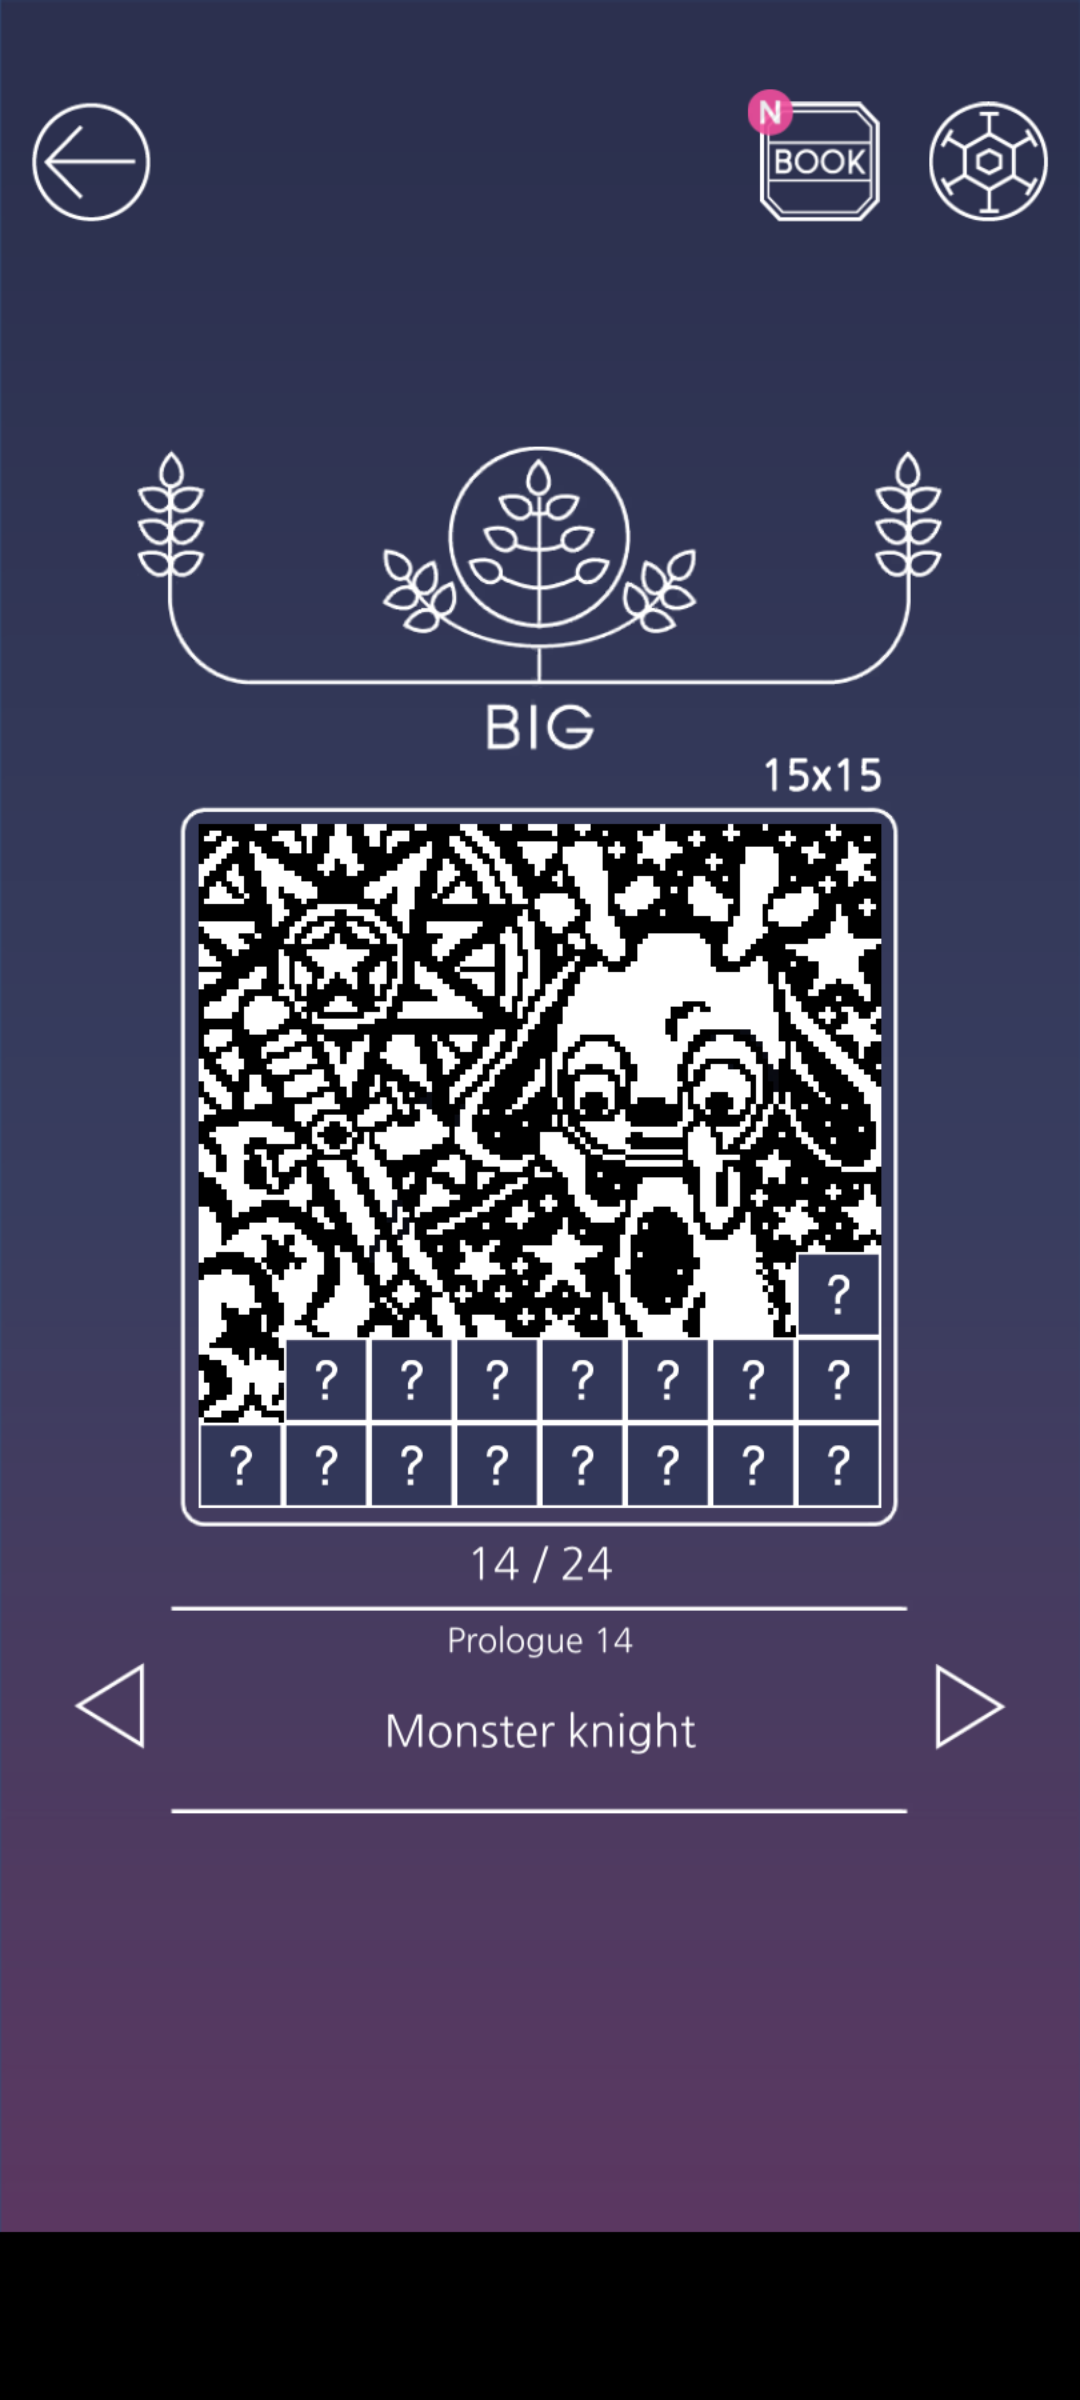 N
BOOK
BIG
15x15
?
? ? ? ? ? ? ?
? ? ? ? ? ? ? ?
14 / 24
Prologue 14
Monster knight